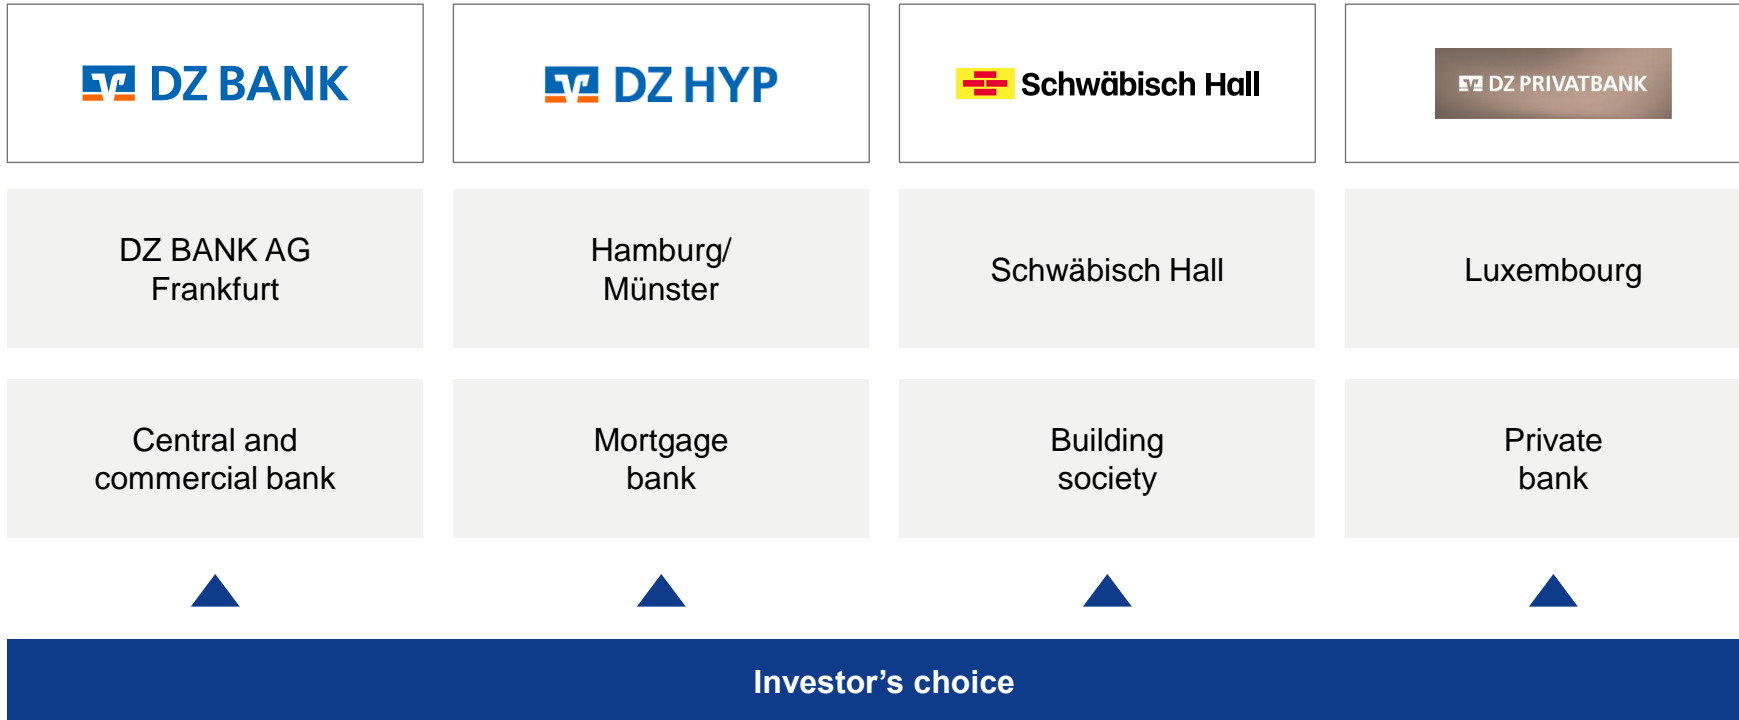 DZ BANK
DZ HYP
Schwäbisch Hall
DZ PRIVATBANK
DZ BANK AG
Frankfurt
Hamburg/
Münster
Schwäbisch Hall
Luxembourg
Central and
commercial bank
Mortgage
bank
Building
society
Private
bank
Investor’s choice